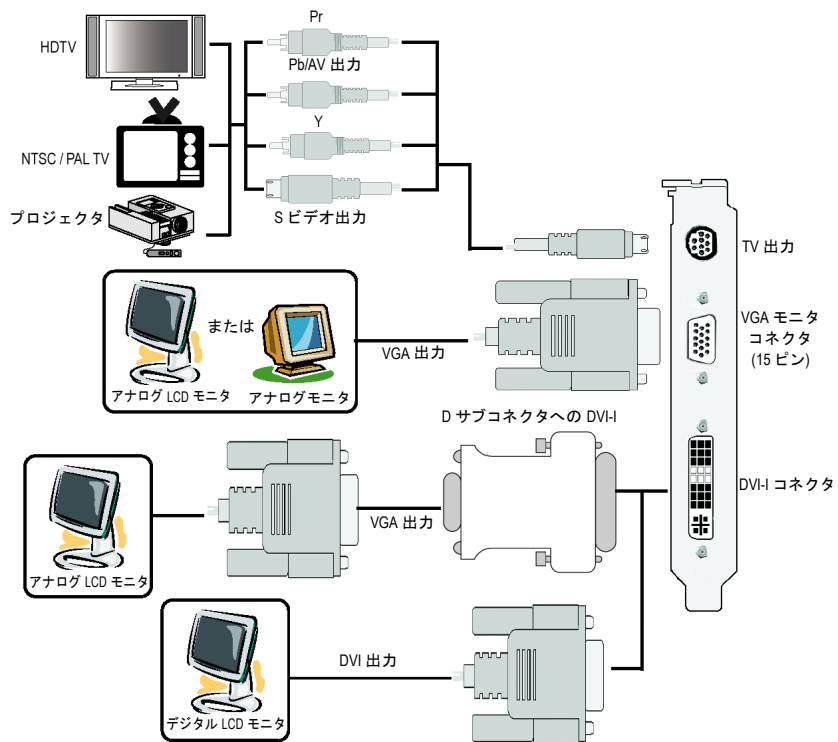 Pr
HDTV
Pb/AV 出力
Y
NTSC / PAL TV
プロジェクタ
S ビデオ出力
TV 出力
または
VGA モニタ
コネクタ
(15 ピン)
VGA 出力
アナログ LCD モニタ
アナログモニタ
D サブコネクタへの DVI-I
DVI-I コネクタ
VGA 出力
アナログ LCD モニタ
DVI 出力
デジタル LCD モニタ